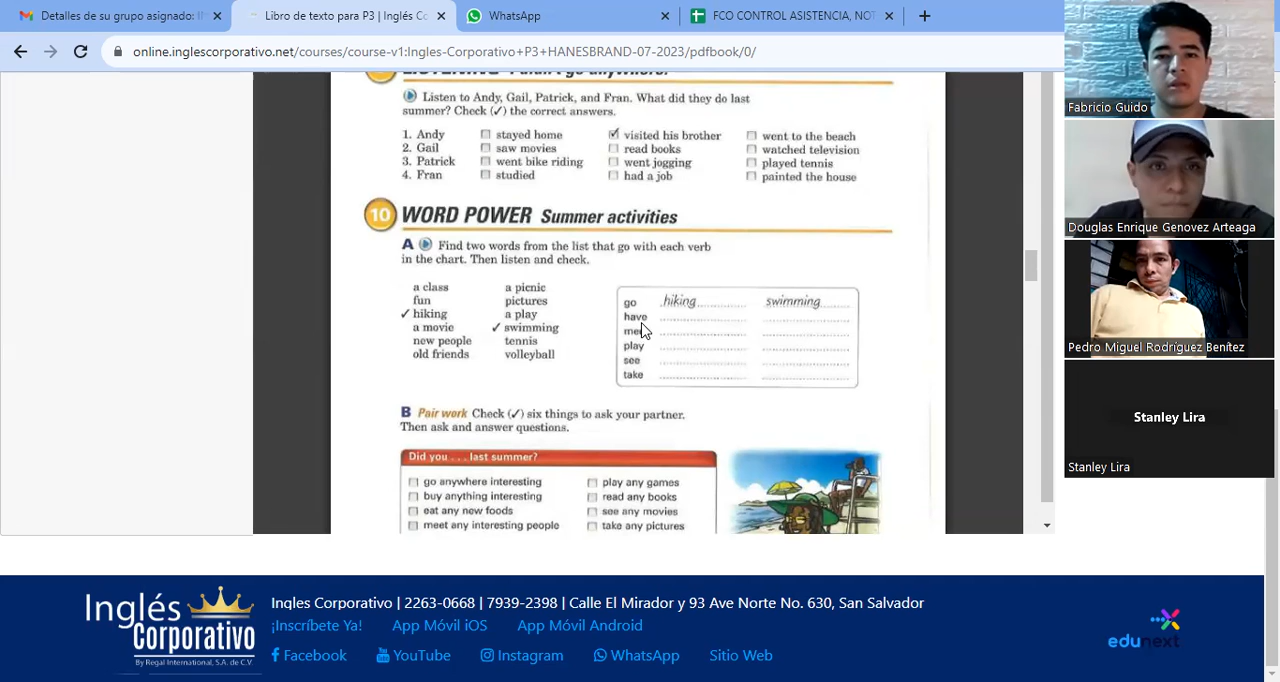 Detalles de su grupo asignado: II
Libro de texto para P3 | Inglés C
WhatsApp
FCO CONTROL ASISTENCIA, NOT
online.inglescorporativo.net/courses/course-v1:Ingles-Corporativo+P3+HANESBRAND-07-2023/pdfbook/0/
Listen to Andy, Gail, Patrick, and Fran. What did they do last
summer? Check (✓) the correct answers.
1. Andy stayed home ✓ visited his brother went to the beach
2. Gail saw movies read books watched television
3. Patrick went bike riding went jogging played tennis
4. Fran studied had a job painted the house
10 WORD POWER Summer activities
A Find two words from the list that go with each verb
in the chart. Then listen and check.
a class a picnic
fun pictures
✓ hiking a play
a movie ✓ swimming
new people tennis
old friends volleyball
go hiking swimming
have
play
see
take
B Pair work Check (✓) six things to ask your partner.
Then ask and answer questions.
Did you . . . last summer?
go anywhere interesting play any games
buy anything interesting read any books
eat any new foods see any movies
meet any interesting people take any pictures
Fabricio Guido
Douglas Enrique Genovez Arteaga
Pedro Miguel Rodríguez Benítez
Stanley Lira
Stanley Lira
Inglés
Corporativo
By Regal International, S.A. de C.V.
Ingles Corporativo | 2263-0668 | 7939-2398 | Calle El Mirador y 93 Ave Norte No. 630, San Salvador
¡Inscríbete Ya! App Móvil iOS App Móvil Android
Facebook YouTube Instagram WhatsApp Sitio Web
edunext